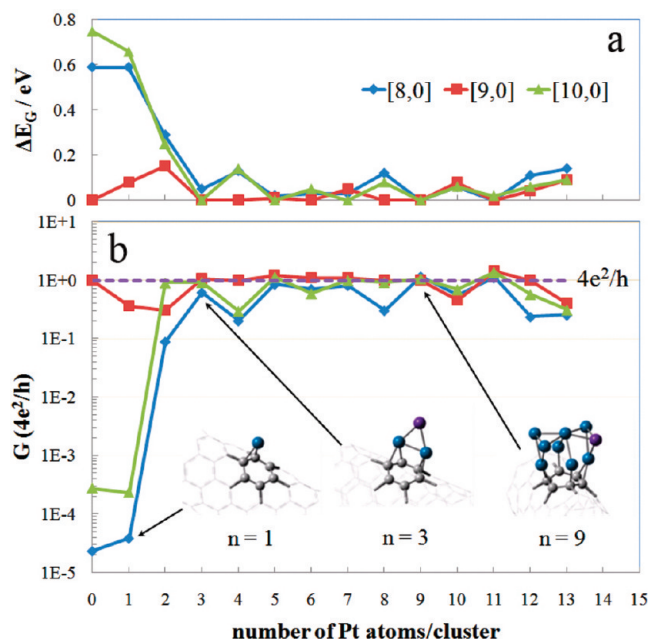 a
0.8
0.6
0.4
0.2
0
ΔE_G / eV
[8,0] [9,0] [10,0]
b
1E+1
1E+0
1E-1
1E-2
1E-3
1E-4
1E-5
G (4e²/h)
4e²/h
n = 1 n = 3 n = 9
0 1 2 3 4 5 6 7 8 9 10 11 12 13 14 15
number of Pt atoms/cluster